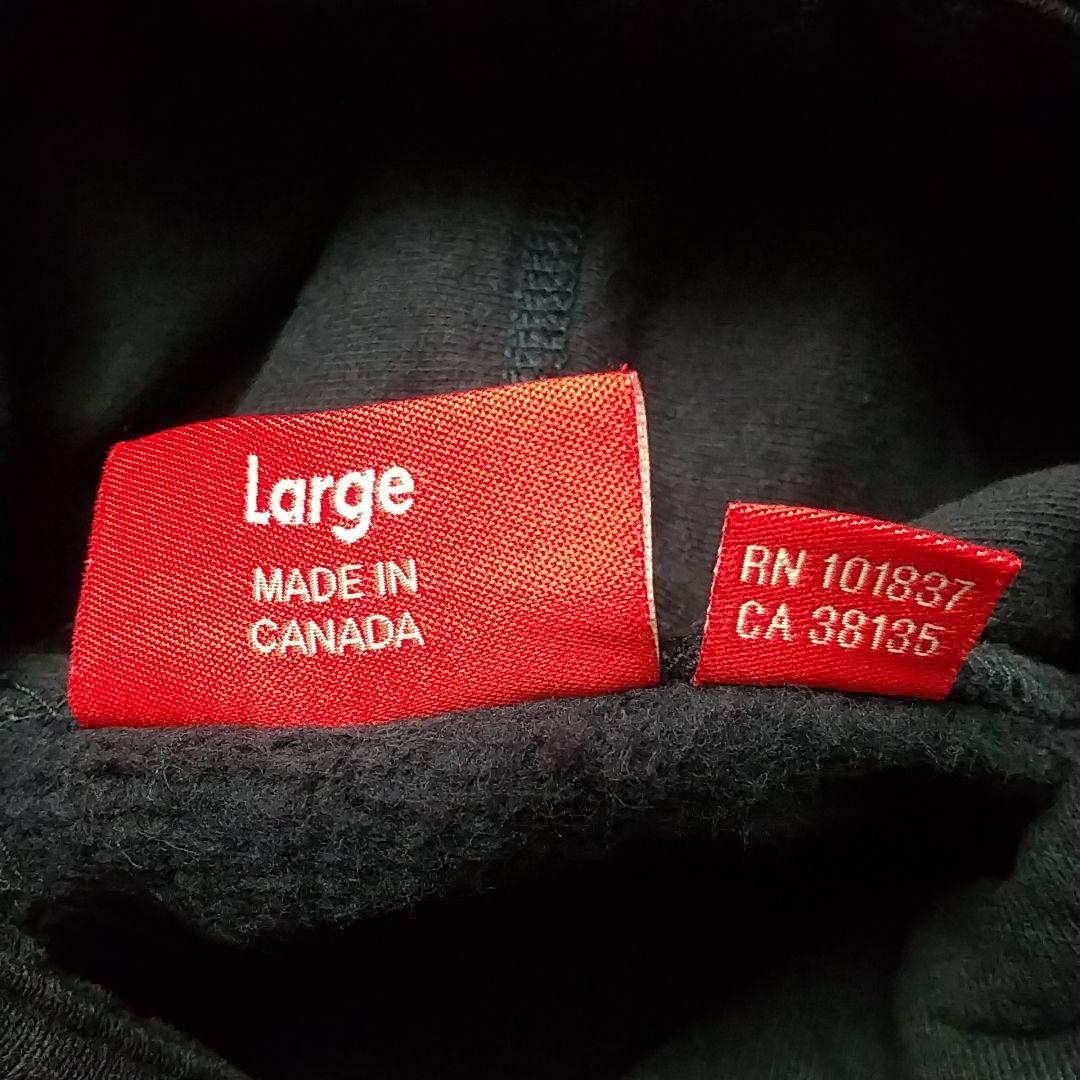 Large
MADE IN
CANADA
RN 101837
CA 38135